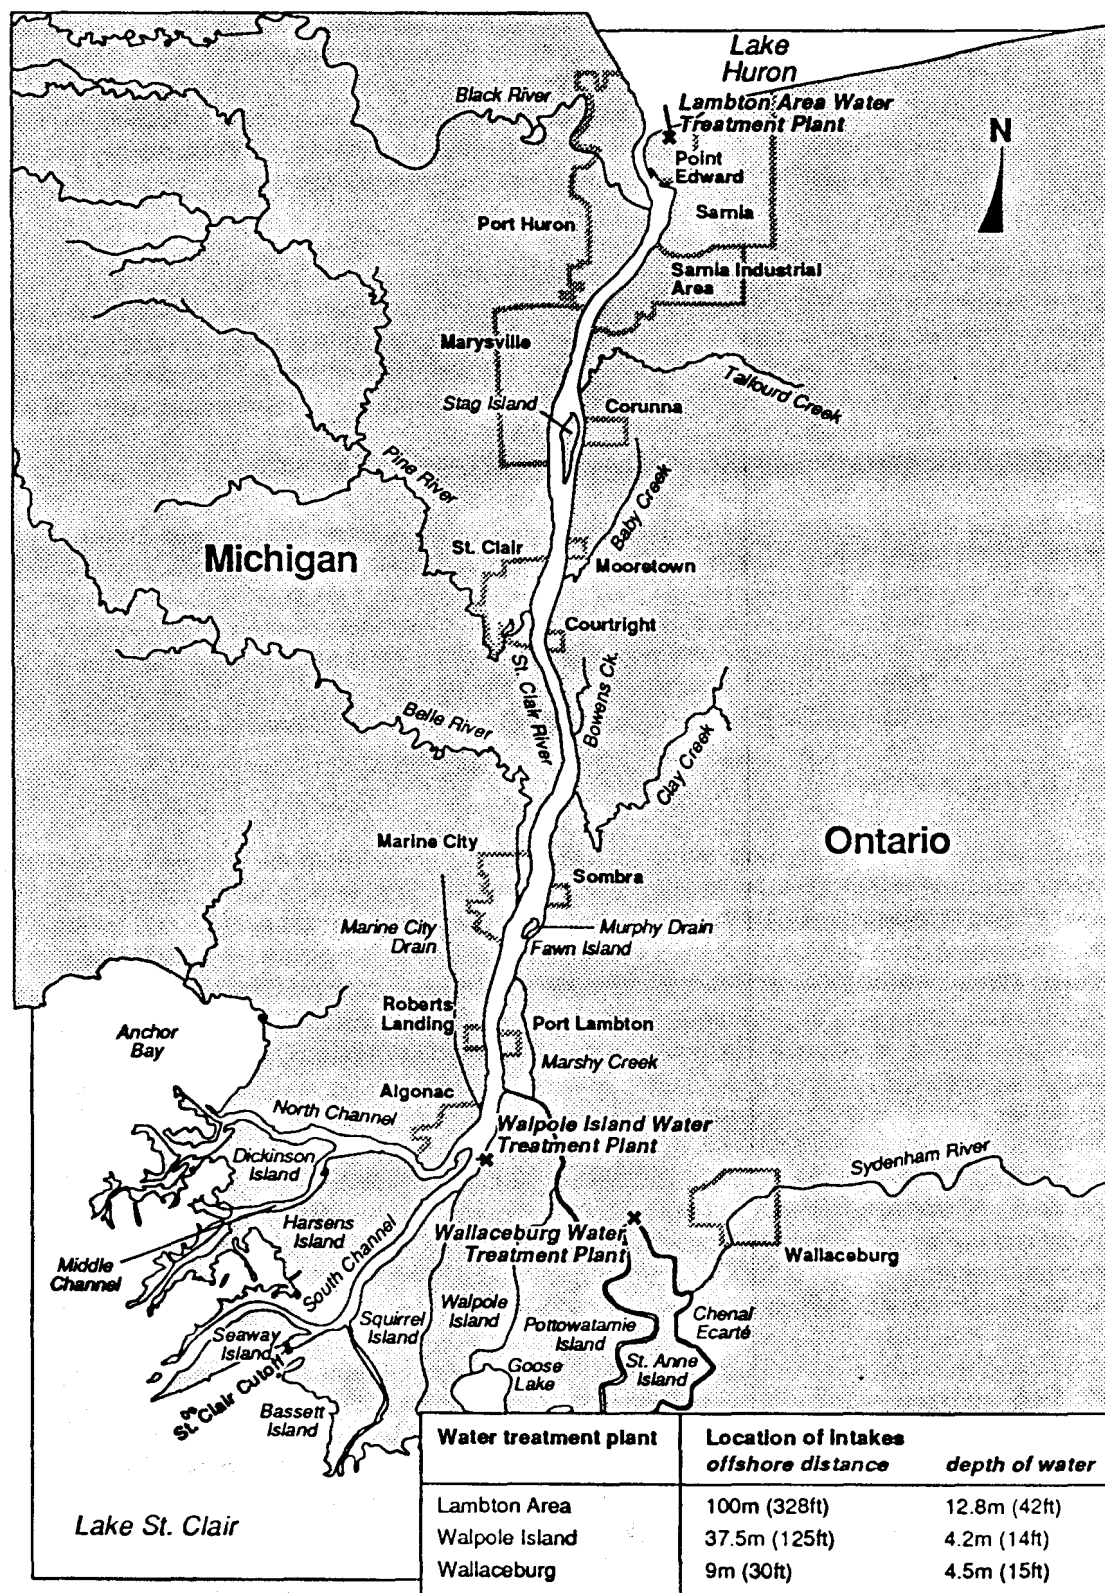 Lake
Huron
Black River
Lambton Area Water
Treatment Plant
N
Point
Edward
Port Huron
Sarnia
Sarnia Industrial
Area
Marysville
Talfourd Creek
Stag Island
Corunna
Pine River
Baby Creek
Michigan
St. Clair
Mooretown
Courtright
St. Clair River
Bowens Ck.
Belle River
Clay Creek
Ontario
Marine City
Sombra
Marine City
Drain
Murphy Drain
Fawn Island
Roberts
Landing
Port Lambton
Anchor
Bay
Marshy Creek
Algonac
North Channel
Walpole Island Water
Treatment Plant
Dickinson
Island
Sydenham River
Harsens
Island
South Channel
Wallaceburg Water
Treatment Plant
Wallaceburg
Middle
Channel
Squirrel
Island
Walpole
Island
Pottowatamie
Island
Chenal
Ecarté
Seaway
Island
St. Clair Cutoff
Goose
Lake
St. Anne
Island
Bassett
Island
Lake St. Clair
Water treatment plant Location of intakes
offshore distance depth of water
Lambton Area 100m (328ft) 12.8m (42ft)
Walpole Island 37.5m (125ft) 4.2m (14ft)
Wallaceburg 9m (30ft) 4.5m (15ft)